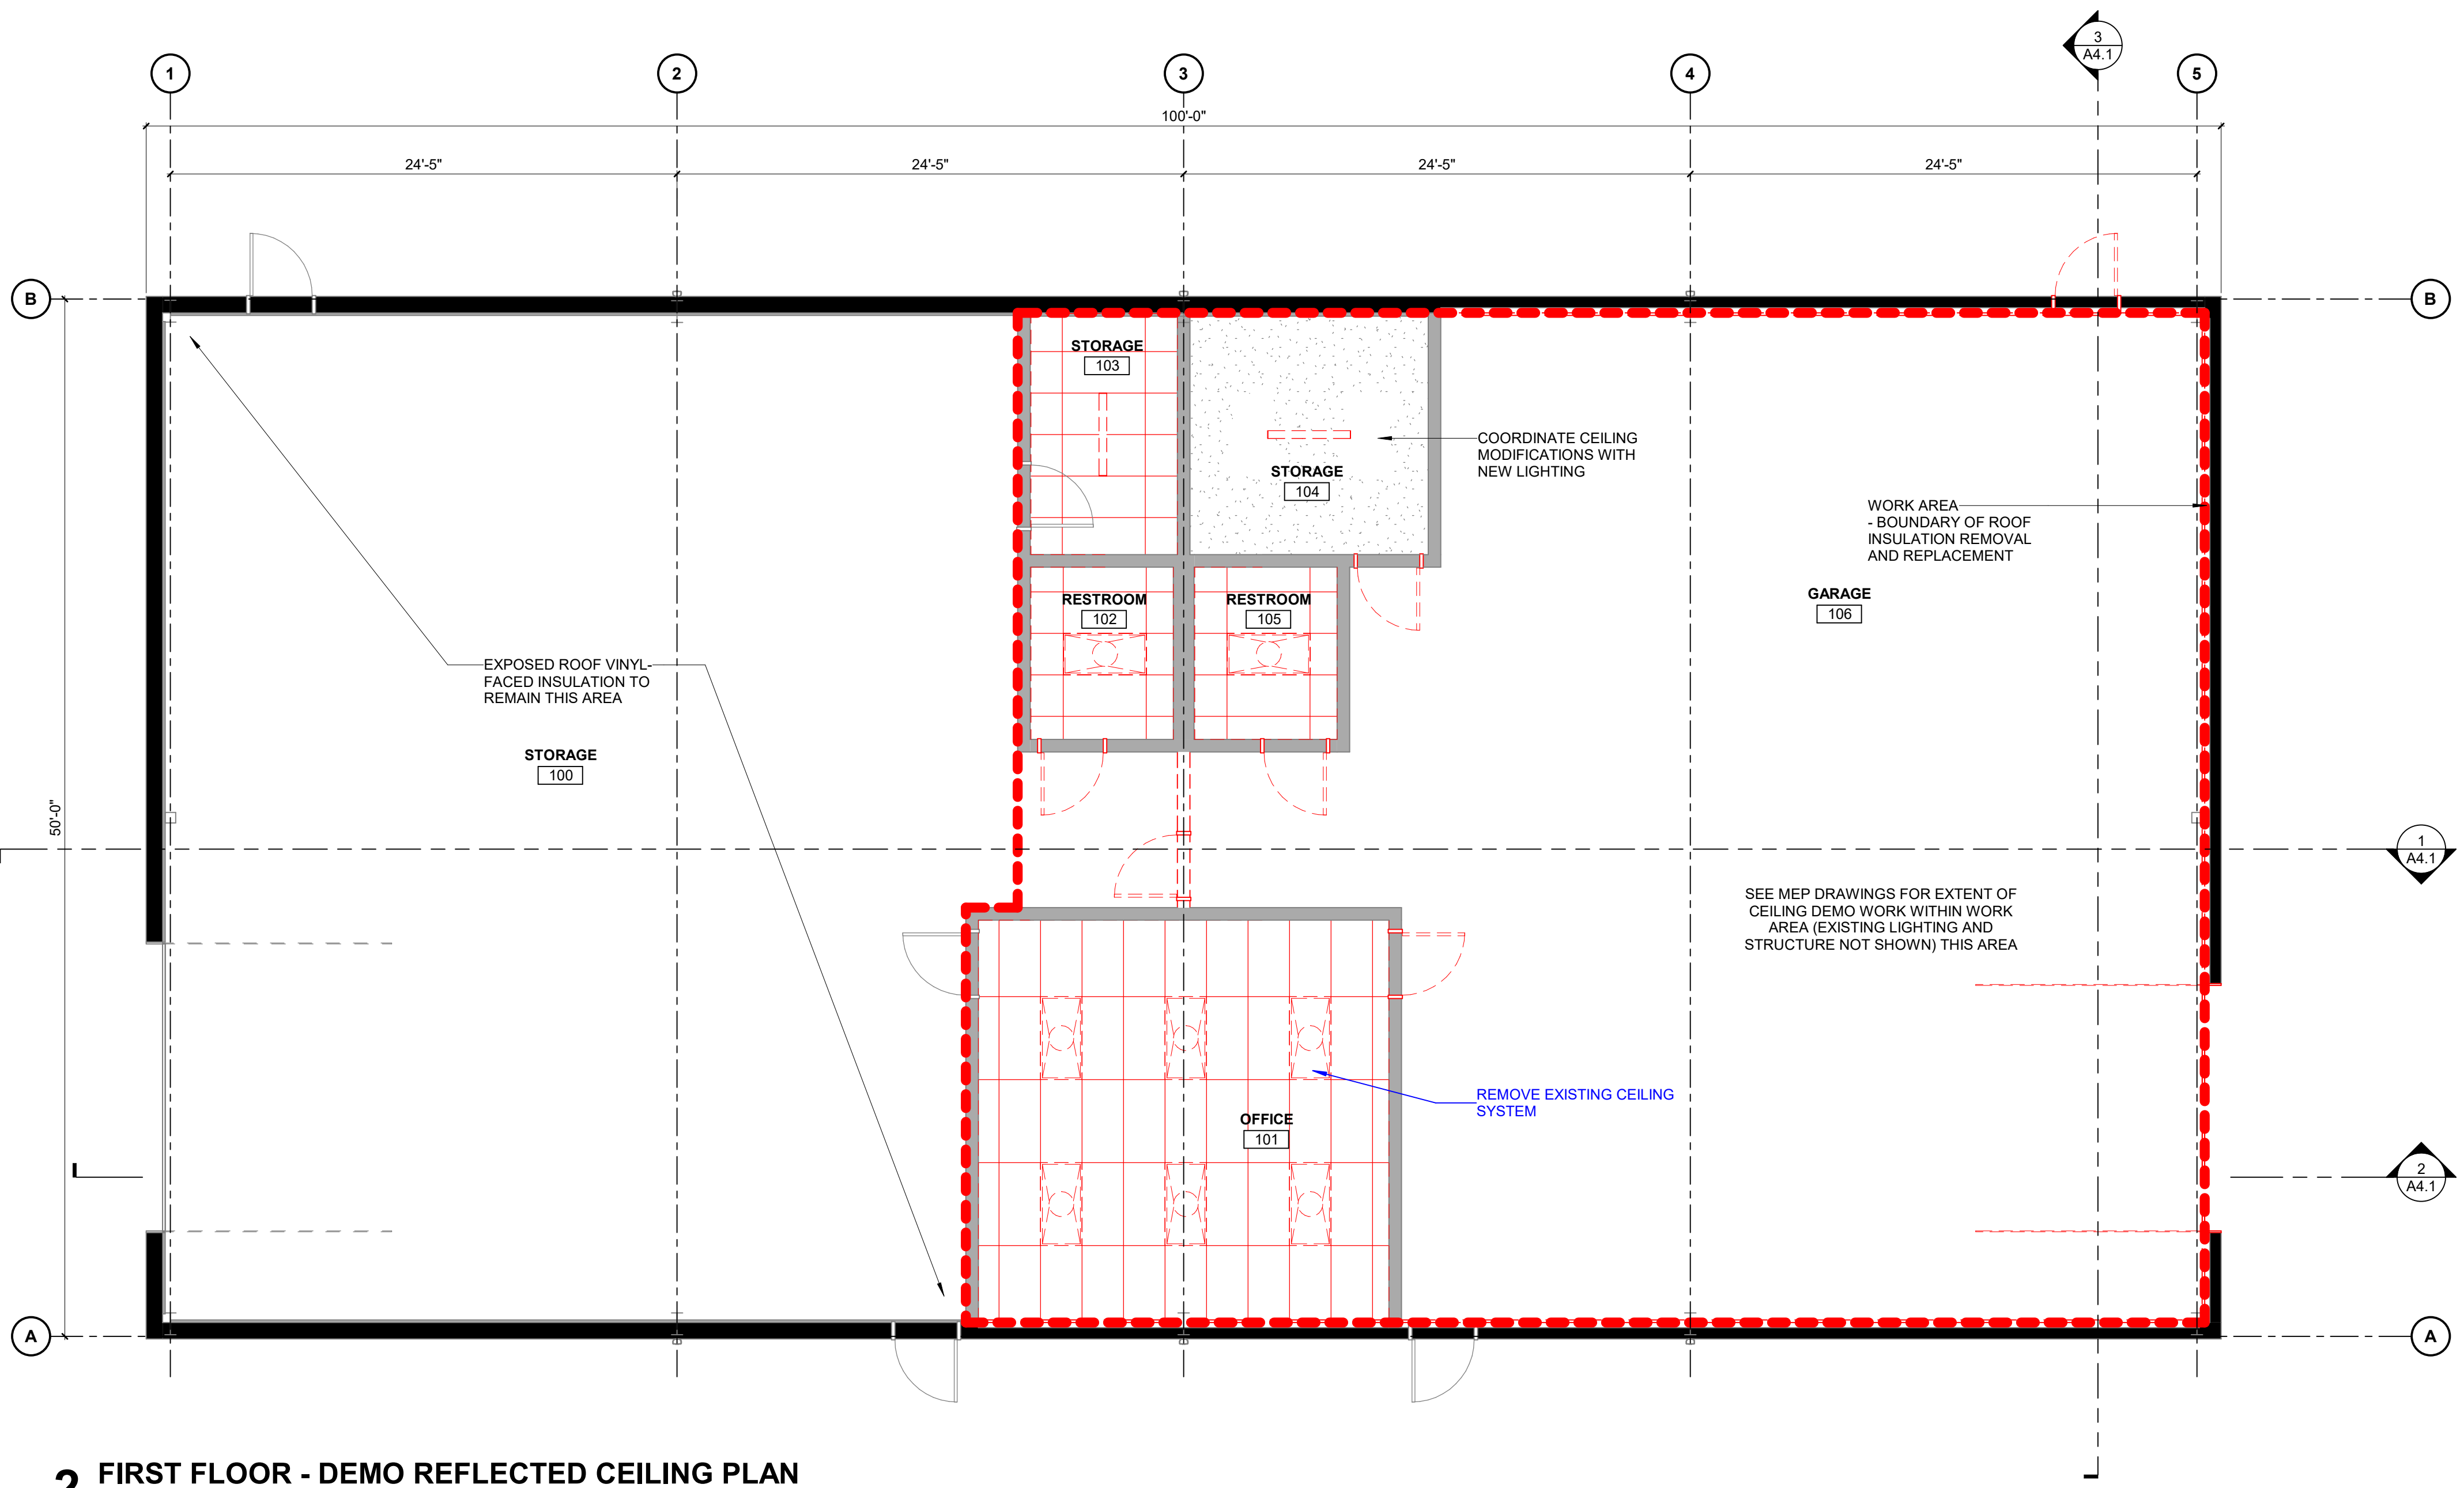 3
A4.1
1
2
3
4
5
100'-0"
24'-5"
24'-5"
24'-5"
24'-5"
B
B
STORAGE
103
COORDINATE CEILING
MODIFICATIONS WITH
NEW LIGHTING
STORAGE
104
WORK AREA
- BOUNDARY OF ROOF
INSULATION REMOVAL
AND REPLACEMENT
RESTROOM
102
RESTROOM
105
GARAGE
106
EXPOSED ROOF VINYL-
FACED INSULATION TO
REMAIN THIS AREA
STORAGE
100
50'-0"
1
A4.1
SEE MEP DRAWINGS FOR EXTENT OF
CEILING DEMO WORK WITHIN WORK
AREA (EXISTING LIGHTING AND
STRUCTURE NOT SHOWN) THIS AREA
REMOVE EXISTING CEILING
SYSTEM
OFFICE
101
2
A4.1
A
A
2
FIRST FLOOR - DEMO REFLECTED CEILING PLAN